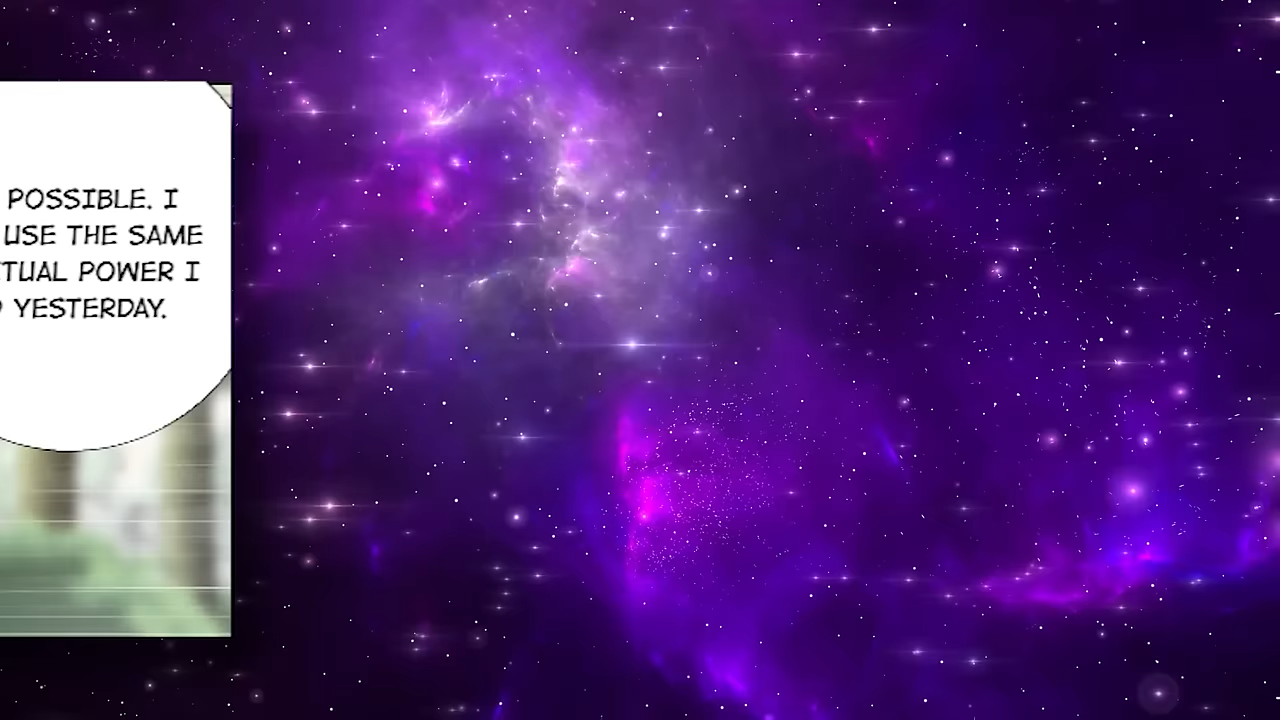 POSSIBLE. I
USE THE SAME
TUAL POWER I
YESTERDAY.